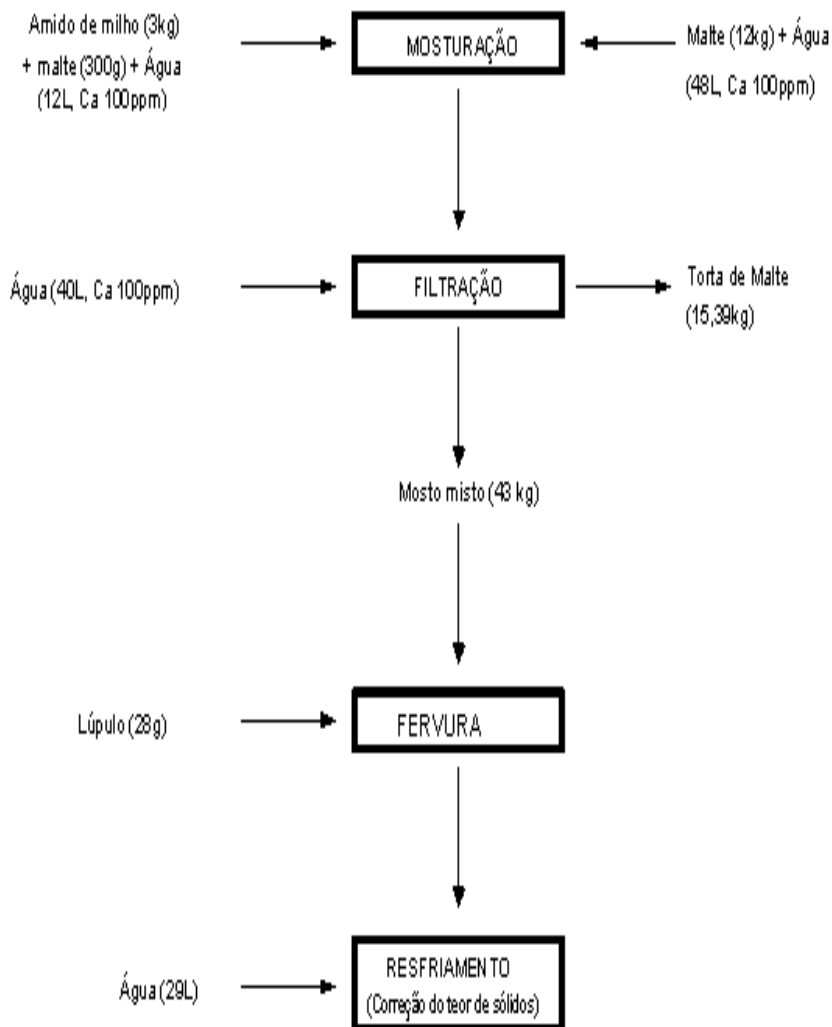 Amido de milho (3kg)
+ malte (300g) + Água
(12L, Ca 100ppm)
MOSTURAÇÃO
Malte (12kg) + Água
(48L, Ca 100ppm)
Água (40L, Ca 100ppm)
FILTRAÇÃO
Torta de Malte
(15,39kg)
Mosto misto (43 kg)
Lúpulo (28g)
FERVURA
Água (29L)
RESFRIAMENTO
(Correção do teor de sólidos)